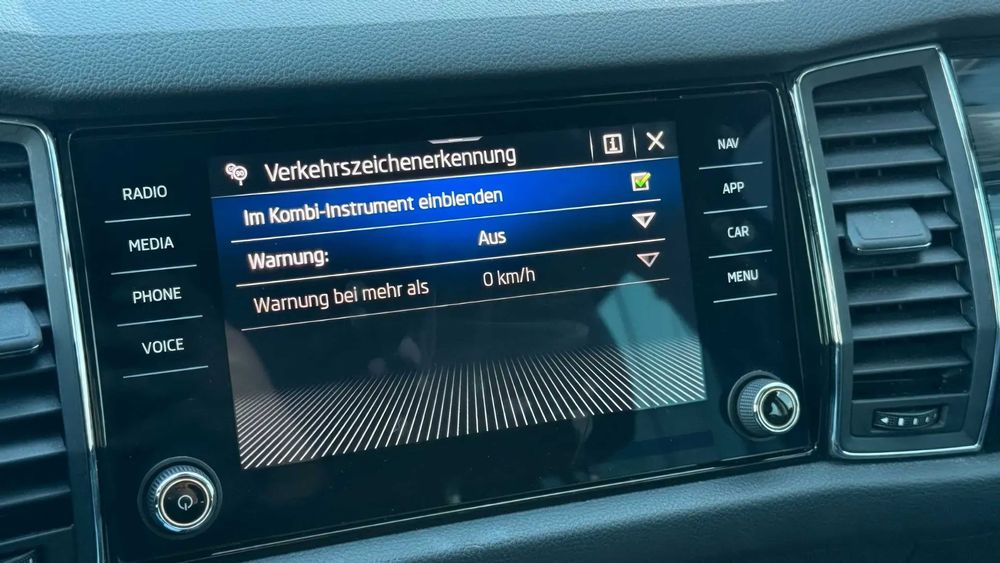 RADIO
MEDIA
PHONE
VOICE
Verkehrszeichenerkennung
Im Kombi-Instrument einblenden
Warnung: Aus
Warnung bei mehr als 0 km/h
NAV
APP
CAR
MENU